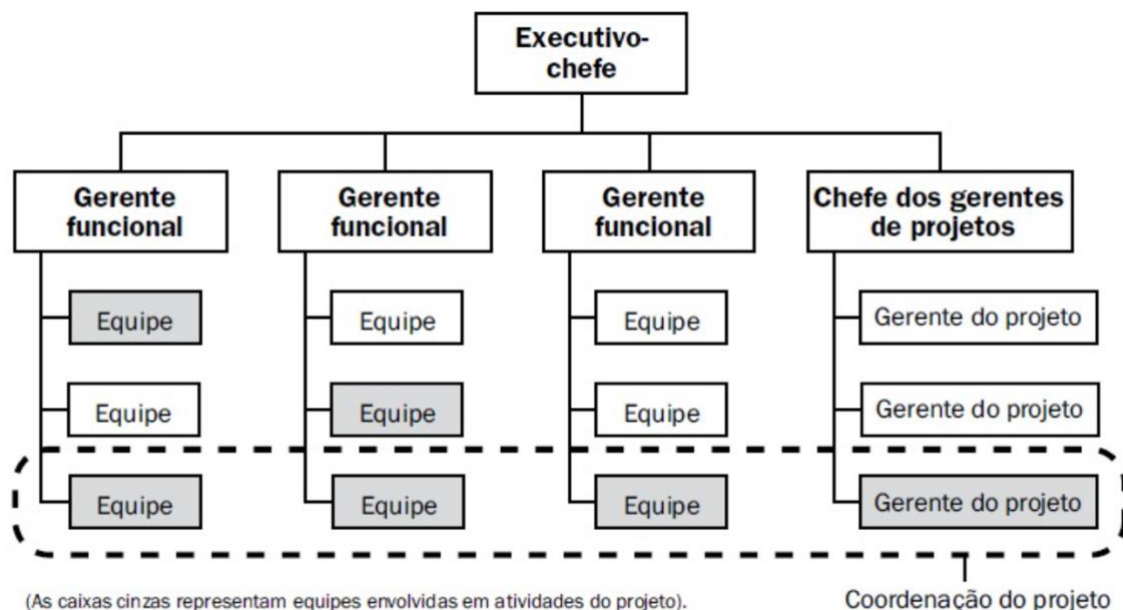 Executivo-
chefe
Gerente
funcional
Gerente
funcional
Gerente
funcional
Chefe dos gerentes
de projetos
Equipe
Equipe
Equipe
Gerente do projeto
Equipe
Equipe
Equipe
Gerente do projeto
Equipe
Equipe
Equipe
Gerente do projeto
(As caixas cinzas representam equipes envolvidas em atividades do projeto).
Coordenação do projeto